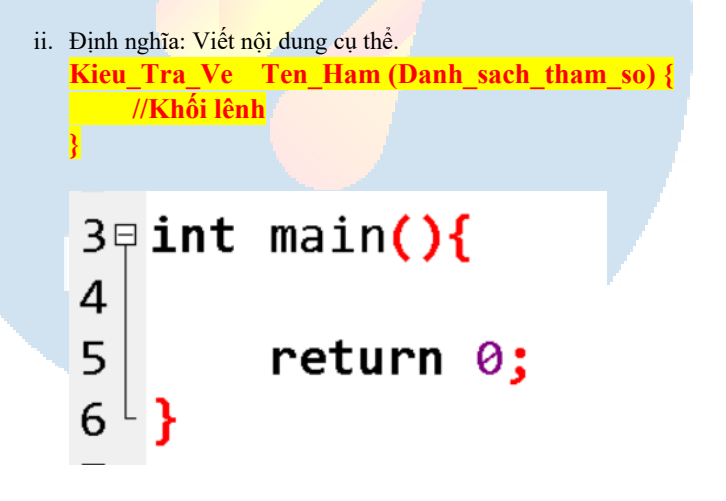 ii. Định nghĩa: Viết nội dung cụ thể.
Kieu_Tra_Ve Ten_Ham (Danh_sach_tham_so) {
//Khối lênh
}
3 int main(){
4
5 return 0;
6 }